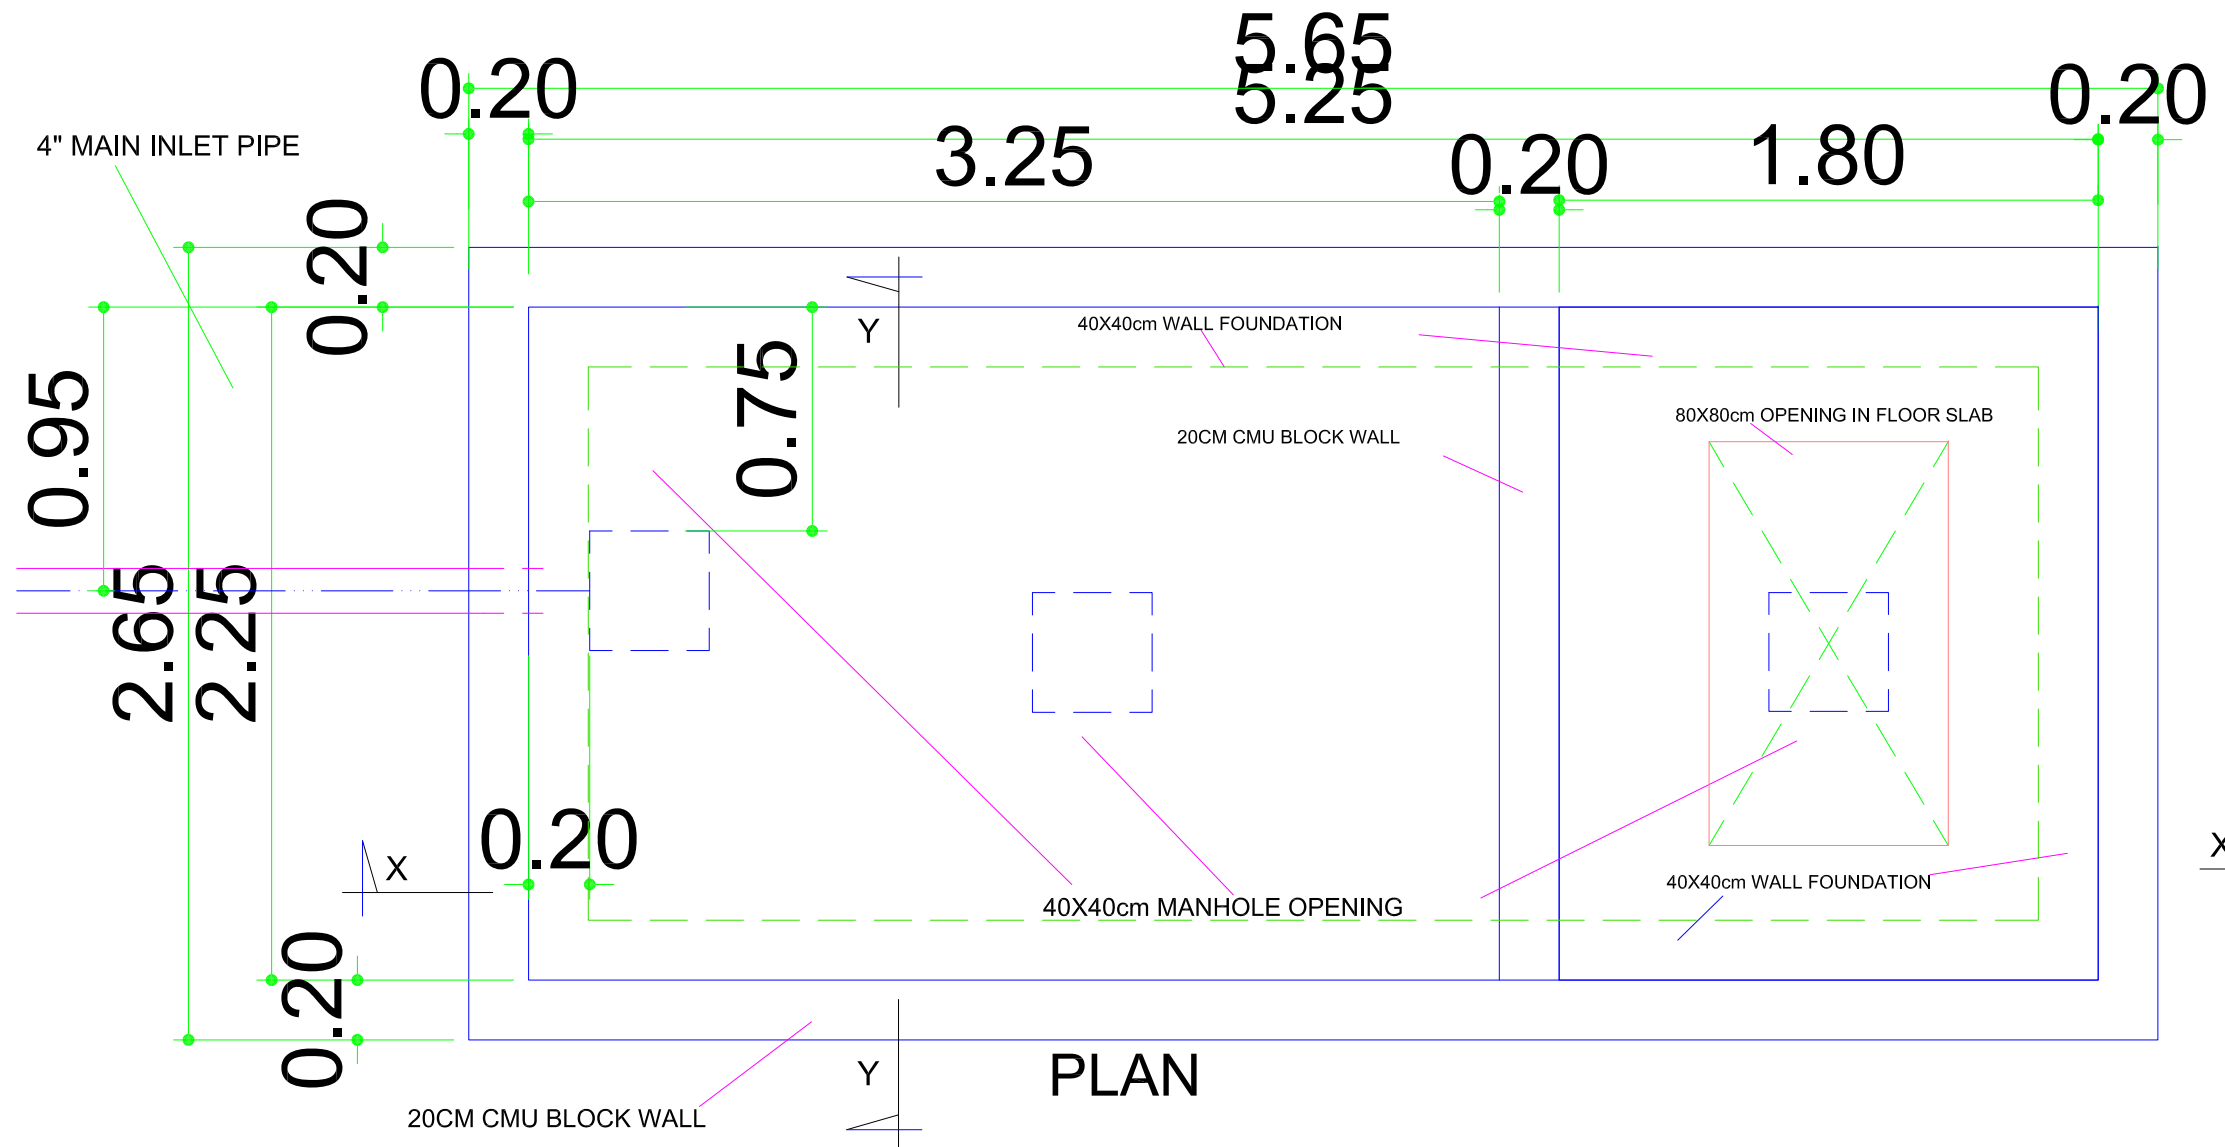 5.65
0.20
5.25
0.20
3.25
0.20
1.80
4" MAIN INLET PIPE
0.20
Y
40X40cm WALL FOUNDATION
0.95
0.75
80X80cm OPENING IN FLOOR SLAB
20CM CMU BLOCK WALL
2.65
2.25
0.20
X
X
40X40cm WALL FOUNDATION
40X40cm MANHOLE OPENING
0.20
Y
PLAN
20CM CMU BLOCK WALL